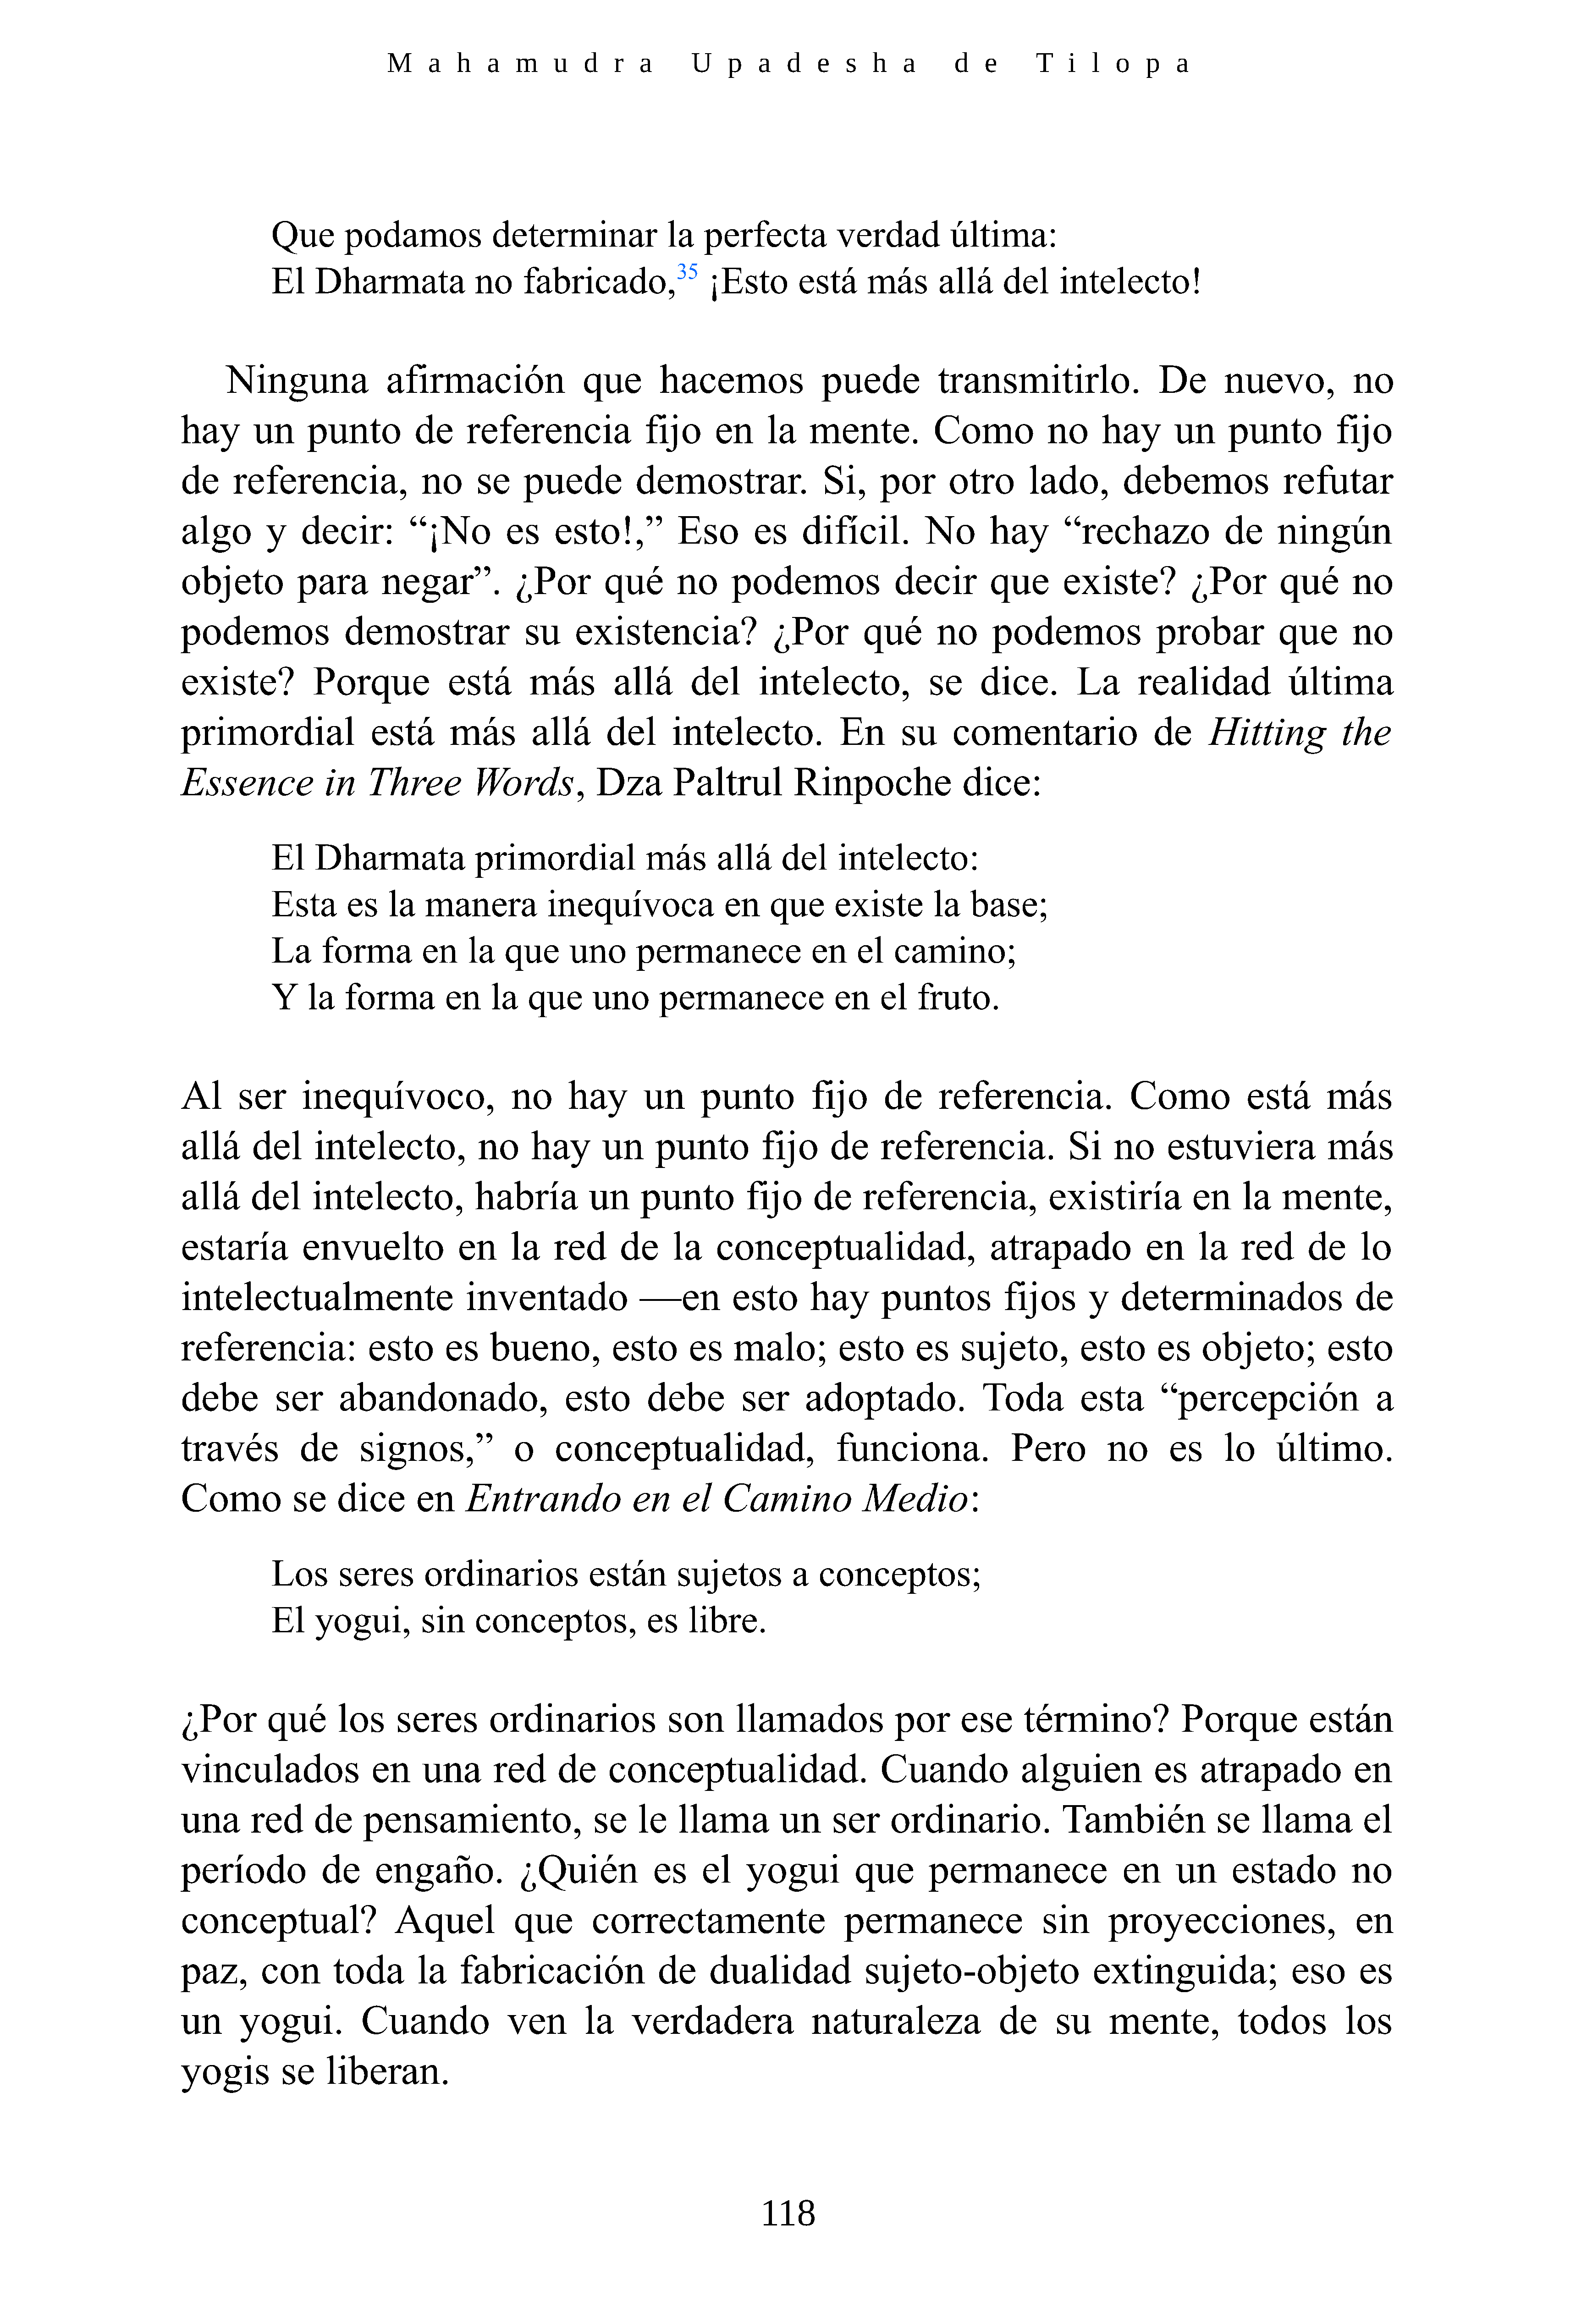 Mahamudra Upadesha de Tilopa
Que podamos determinar la perfecta verdad última:
El Dharmata no fabricado,35 ¡Esto está más allá del intelecto!
Ninguna afirmación que hacemos puede transmitirlo. De nuevo, no
hay un punto de referencia fijo en la mente. Como no hay un punto fijo
de referencia, no se puede demostrar. Si, por otro lado, debemos refutar
algo y decir: “¡No es esto!,” Eso es difícil. No hay “rechazo de ningún
objeto para negar”. ¿Por qué no podemos decir que existe? ¿Por qué no
podemos demostrar su existencia? ¿Por qué no podemos probar que no
existe? Porque está más allá del intelecto, se dice. La realidad última
primordial está más allá del intelecto. En su comentario de Hitting the
Essence in Three Words, Dza Paltrul Rinpoche dice:
El Dharmata primordial más allá del intelecto:
Esta es la manera inequívoca en que existe la base;
La forma en la que uno permanece en el camino;
Y la forma en la que uno permanece en el fruto.
Al ser inequívoco, no hay un punto fijo de referencia. Como está más
allá del intelecto, no hay un punto fijo de referencia. Si no estuviera más
allá del intelecto, habría un punto fijo de referencia, existiría en la mente,
estaría envuelto en la red de la conceptualidad, atrapado en la red de lo
intelectualmente inventado —en esto hay puntos fijos y determinados de
referencia: esto es bueno, esto es malo; esto es sujeto, esto es objeto; esto
debe ser abandonado, esto debe ser adoptado. Toda esta “percepción a
través de signos,” o conceptualidad, funciona. Pero no es lo último.
Como se dice en Entrando en el Camino Medio:
Los seres ordinarios están sujetos a conceptos;
El yogui, sin conceptos, es libre.
¿Por qué los seres ordinarios son llamados por ese término? Porque están
vinculados en una red de conceptualidad. Cuando alguien es atrapado en
una red de pensamiento, se le llama un ser ordinario. También se llama el
período de engaño. ¿Quién es el yogui que permanece en un estado no
conceptual? Aquel que correctamente permanece sin proyecciones, en
paz, con toda la fabricación de dualidad sujeto-objeto extinguida; eso es
un yogui. Cuando ven la verdadera naturaleza de su mente, todos los
yogis se liberan.
118